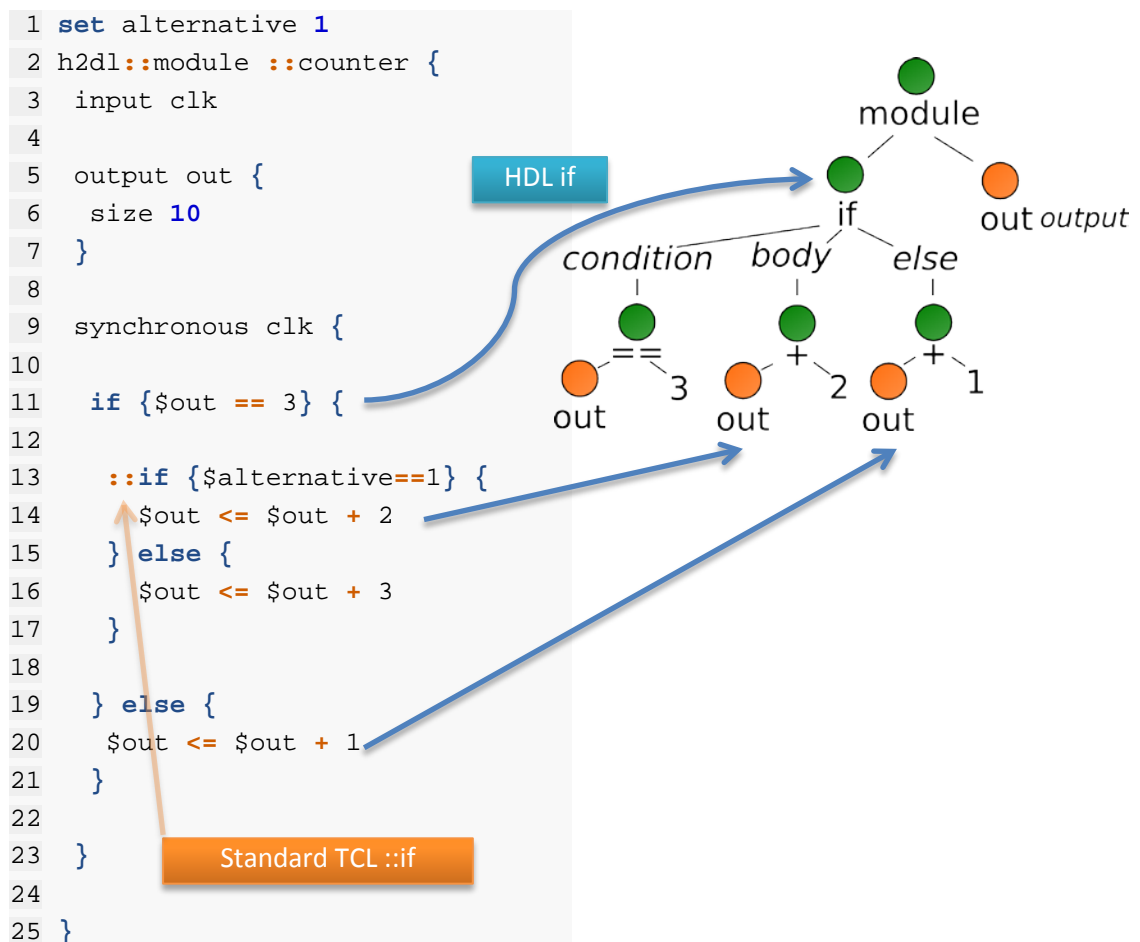 1 set alternative 1
2 h2dl::module ::counter {
3 input clk
4
5 output out {
6 size 10
7 }
8
9 synchronous clk {
10
11 if {$out == 3} {
12
13 ::if {$alternative==1} {
14 $out <= $out + 2
15 } else {
16 $out <= $out + 3
17 }
18
19 } else {
20 $out <= $out + 1
21 }
22
23 }
24
25 }
HDL if
Standard TCL ::if
module
if
out output
condition body else
== + +
3 2 1
out out out